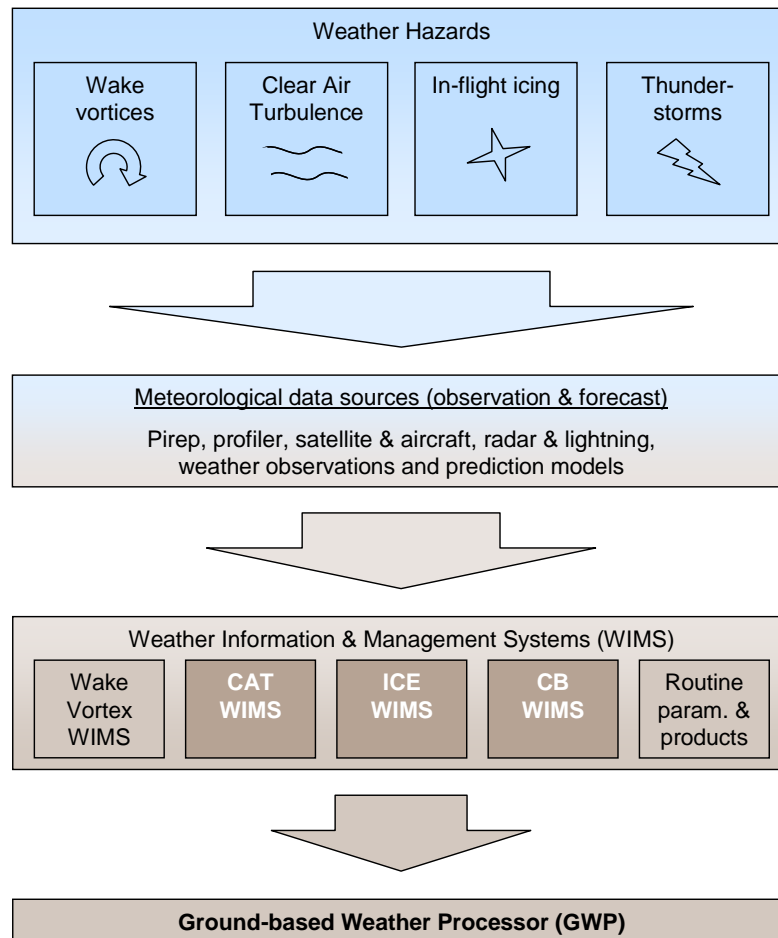 Weather Hazards
Wake
vortices
Clear Air
Turbulence
In-flight icing
Thunder-
storms
Meteorological data sources (observation & forecast)
Pirep, profiler, satellite & aircraft, radar & lightning,
weather observations and prediction models
Weather Information & Management Systems (WIMS)
Wake
Vortex
WIMS
CAT
WIMS
ICE
WIMS
CB
WIMS
Routine
param. &
products
Ground-based Weather Processor (GWP)